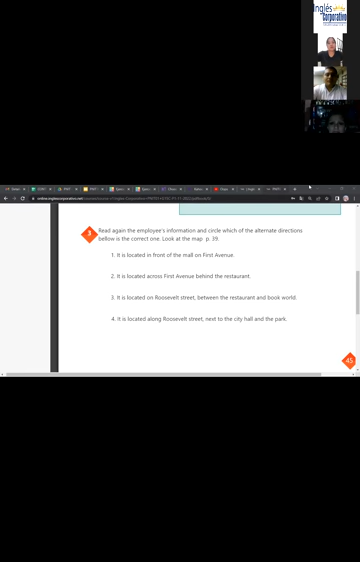 Inglés
Corporativo
3
Read again the employee's information and circle which of the alternate directions
bellow is the correct one. Look at the map p. 39.
1. It is located in front of the mall on First Avenue.
2. It is located across First Avenue behind the restaurant.
3. It is located on Roosevelt street, between the restaurant and book world.
4. It is located along Roosevelt street, next to the city hall and the park.
45